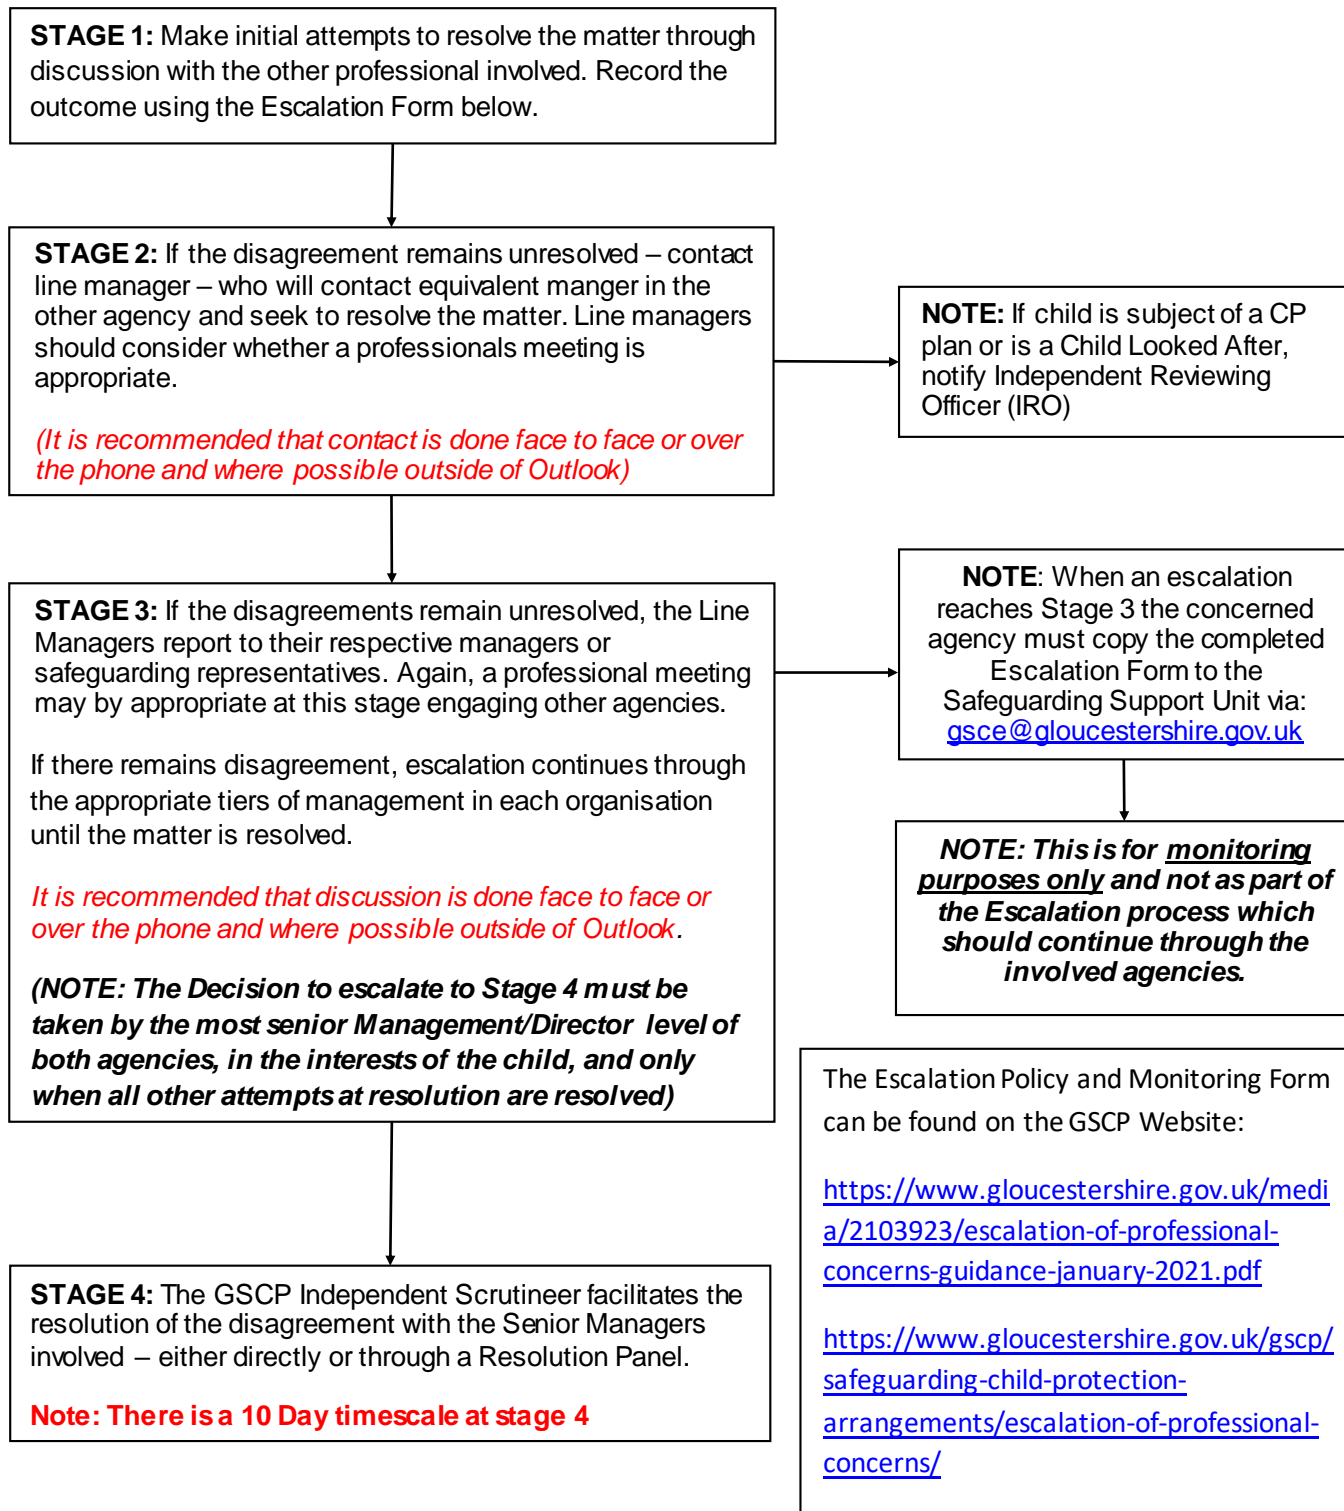 STAGE 1: Make initial attempts to resolve the matter through
discussion with the other professional involved. Record the
outcome using the Escalation Form below.
STAGE 2: If the disagreement remains unresolved – contact
line manager – who will contact equivalent manger in the
other agency and seek to resolve the matter. Line managers
should consider whether a professionals meeting is
appropriate.
(It is recommended that contact is done face to face or over
the phone and where possible outside of Outlook)
NOTE: If child is subject of a CP
plan or is a Child Looked After,
notify Independent Reviewing
Officer (IRO)
STAGE 3: If the disagreements remain unresolved, the Line
Managers report to their respective managers or
safeguarding representatives. Again, a professional meeting
may by appropriate at this stage engaging other agencies.
If there remains disagreement, escalation continues through
the appropriate tiers of management in each organisation
until the matter is resolved.
It is recommended that discussion is done face to face or
over the phone and where possible outside of Outlook.
(NOTE: The Decision to escalate to Stage 4 must be
taken by the most senior Management/Director level of
both agencies, in the interests of the child, and only
when all other attempts at resolution are resolved)
NOTE: When an escalation
reaches Stage 3 the concerned
agency must copy the completed
Escalation Form to the
Safeguarding Support Unit via:
gsce@gloucestershire.gov.uk
NOTE: This is for monitoring
purposes only and not as part of
the Escalation process which
should continue through the
involved agencies.
STAGE 4: The GSCP Independent Scrutineer facilitates the
resolution of the disagreement with the Senior Managers
involved – either directly or through a Resolution Panel.
Note: There is a 10 Day timescale at stage 4
The Escalation Policy and Monitoring Form
can be found on the GSCP Website:
https://www.gloucestershire.gov.uk/medi
a/2103923/escalation-of-professional-
concerns-guidance-january-2021.pdf
https://www.gloucestershire.gov.uk/gscp/
safeguarding-child-protection-
arrangements/escalation-of-professional-
concerns/